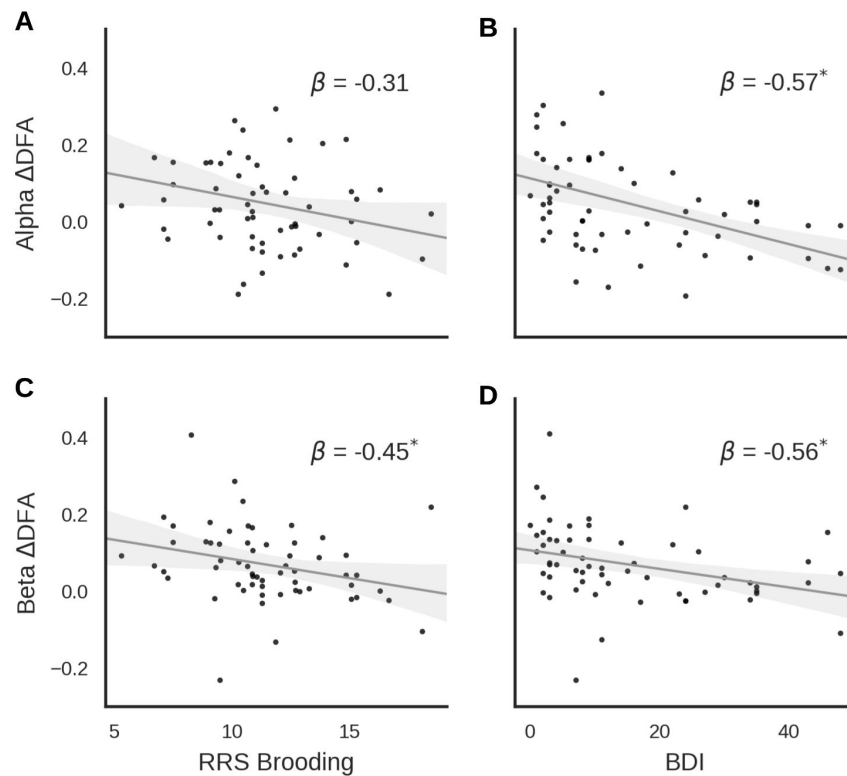 A
B
β = -0.31
β = -0.57*
0.4
0.2
0.0
−0.2
Alpha ΔDFA
C
D
β = -0.45*
β = -0.56*
0.4
0.2
0.0
−0.2
Beta ΔDFA
5 10 15
0 20 40
RRS Brooding
BDI